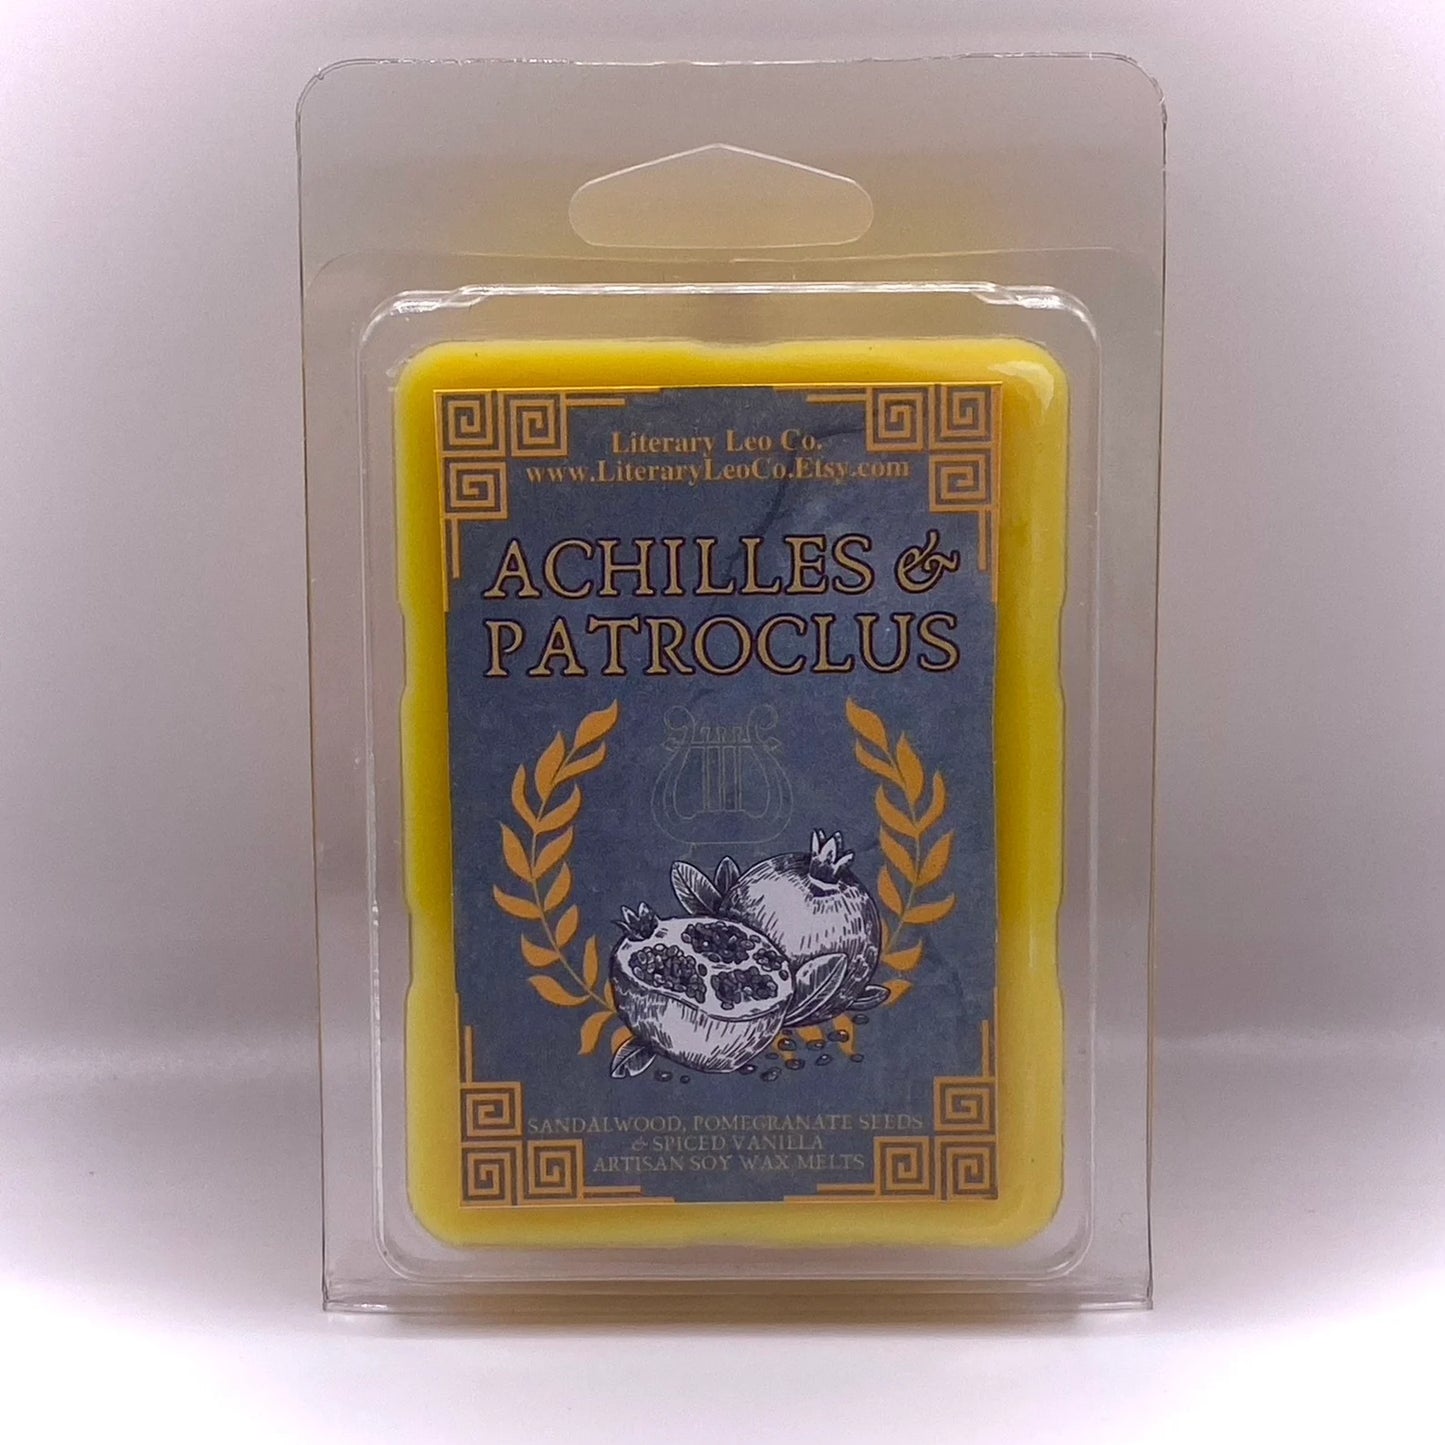 Literary Leo Co.
www.LiteraryLeoCo.Etsy.com
ACHILLES &
PATROCLUS
SANDALWOOD, POMEGRANATE SEEDS
& SPICED VANILLA
ARTISAN SOY WAX MELTS